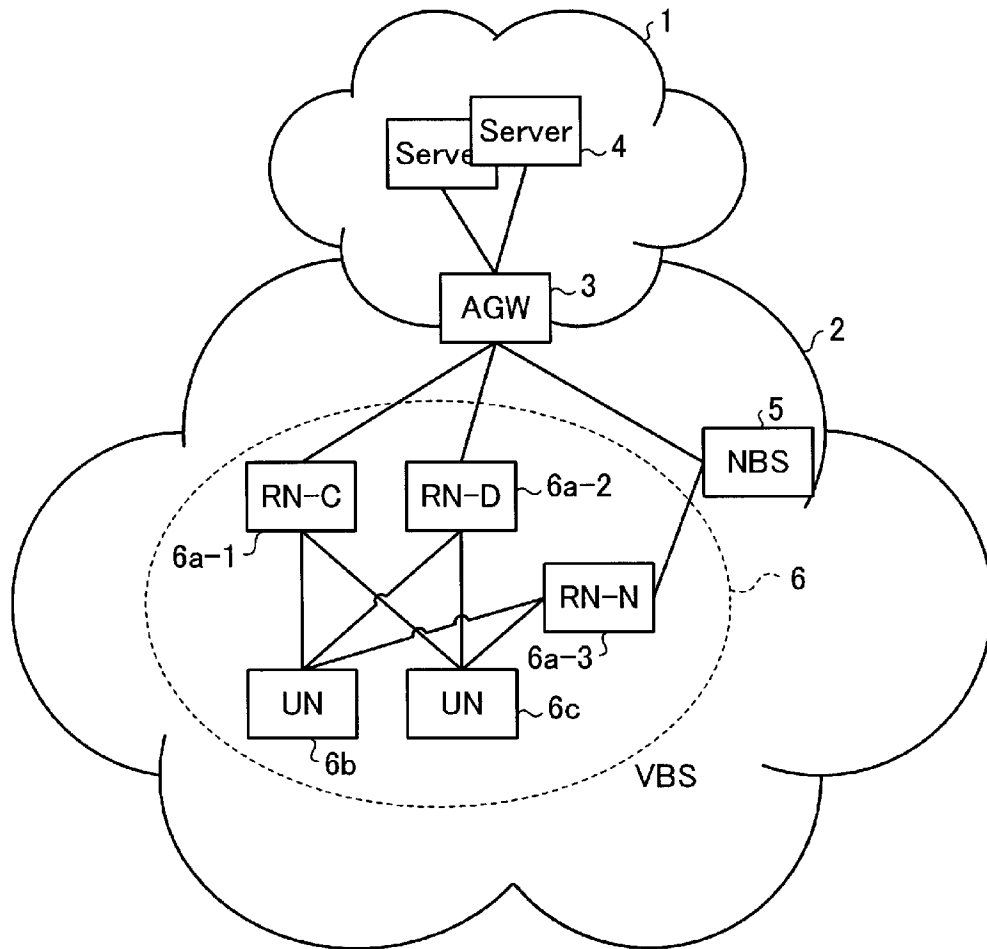 1
Server
Serve
4
AGW
3
2
5
NBS
RN-C
RN-D
6a-2
6a-1
RN-N
6
6a-3
UN
UN
6c
6b
VBS